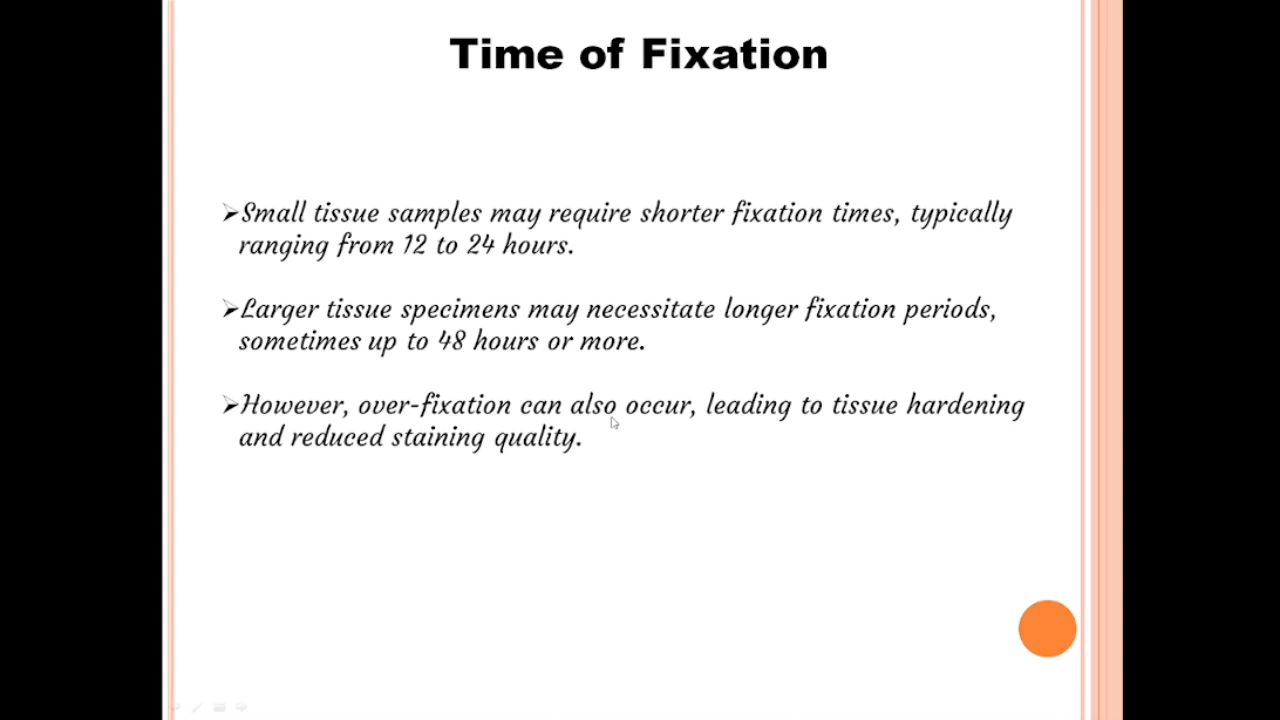 Time of Fixation
➢Small tissue samples may require shorter fixation times, typically
ranging from 12 to 24 hours.
➢Larger tissue specimens may necessitate longer fixation periods,
sometimes up to 48 hours or more.
➢However, over-fixation can also occur, leading to tissue hardening
and reduced staining quality.